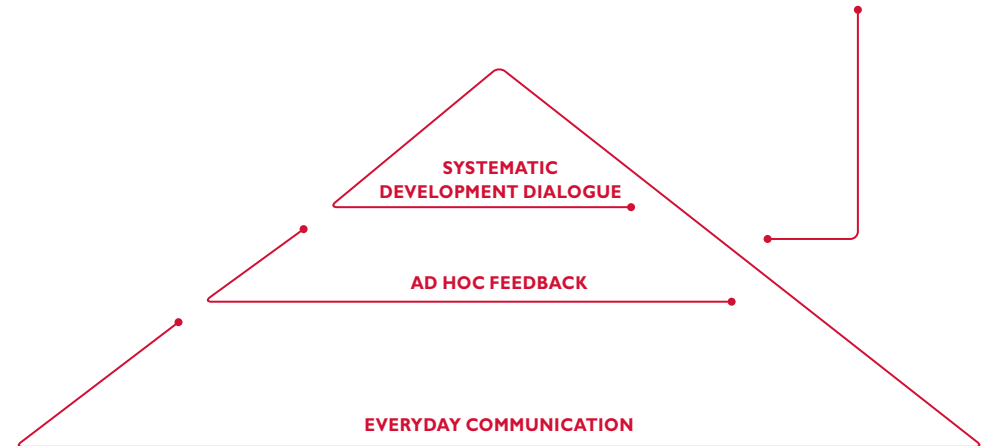 SYSTEMATIC
DEVELOPMENT DIALOGUE
AD HOC FEEDBACK
EVERYDAY COMMUNICATION